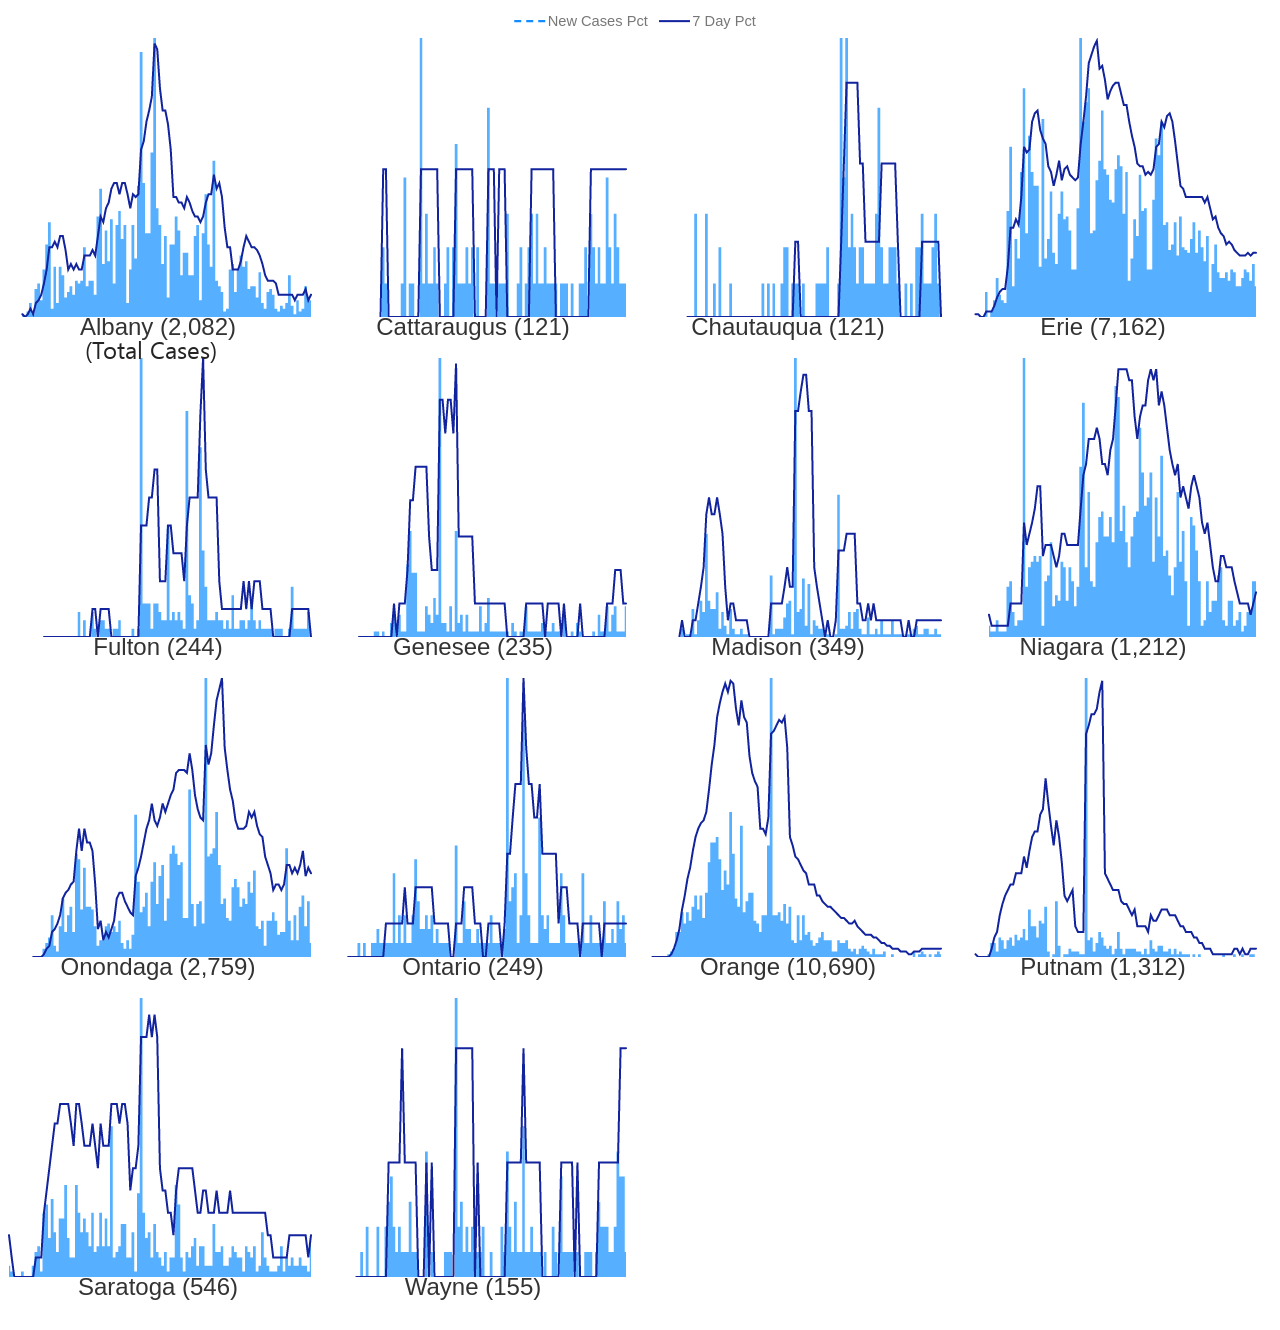 New Cases Pct 7 Day Pct
Albany (2,082) Cattaraugus (121) Chautauqua (121) Erie (7,162)
(Total Cases)
Fulton (244) Genesee (235) Madison (349) Niagara (1,212)
Onondaga (2,759) Ontario (249) Orange (10,690) Putnam (1,312)
Saratoga (546) Wayne (155)